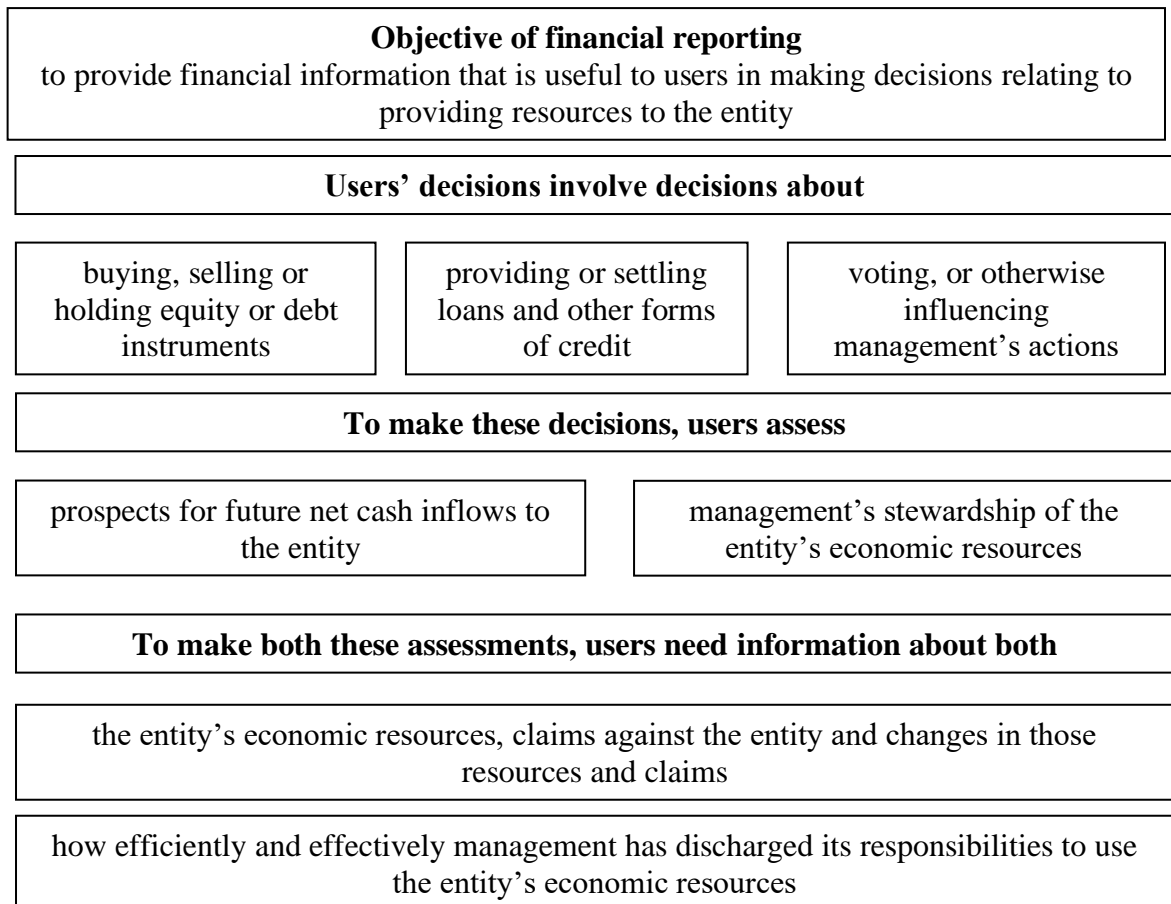 Objective of financial reporting
to provide financial information that is useful to users in making decisions relating to
providing resources to the entity
Users’ decisions involve decisions about
buying, selling or
holding equity or debt
instruments
providing or settling
loans and other forms
of credit
voting, or otherwise
influencing
management’s actions
To make these decisions, users assess
prospects for future net cash inflows to
the entity
management’s stewardship of the
entity’s economic resources
To make both these assessments, users need information about both
the entity’s economic resources, claims against the entity and changes in those
resources and claims
how efficiently and effectively management has discharged its responsibilities to use
the entity’s economic resources